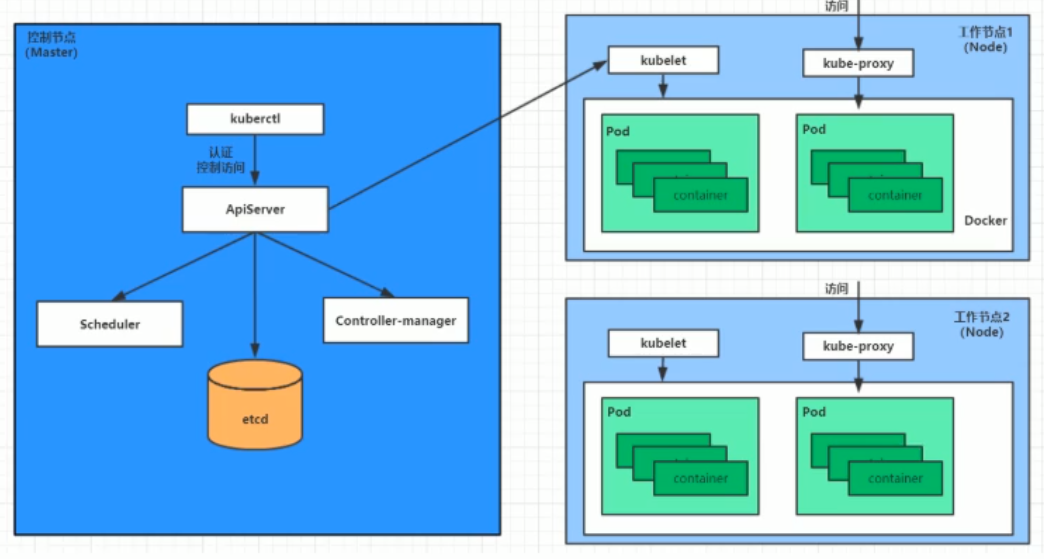 控制节点
(Master)
kuberctl
认证
控制访问
ApiServer
Scheduler
Controller-manager
etcd
访问
工作节点1
(Node)
kubelet
kube-proxy
Pod
container
Pod
container
Docker
访问
工作节点2
(Node)
kubelet
kube-proxy
Pod
container
Pod
container